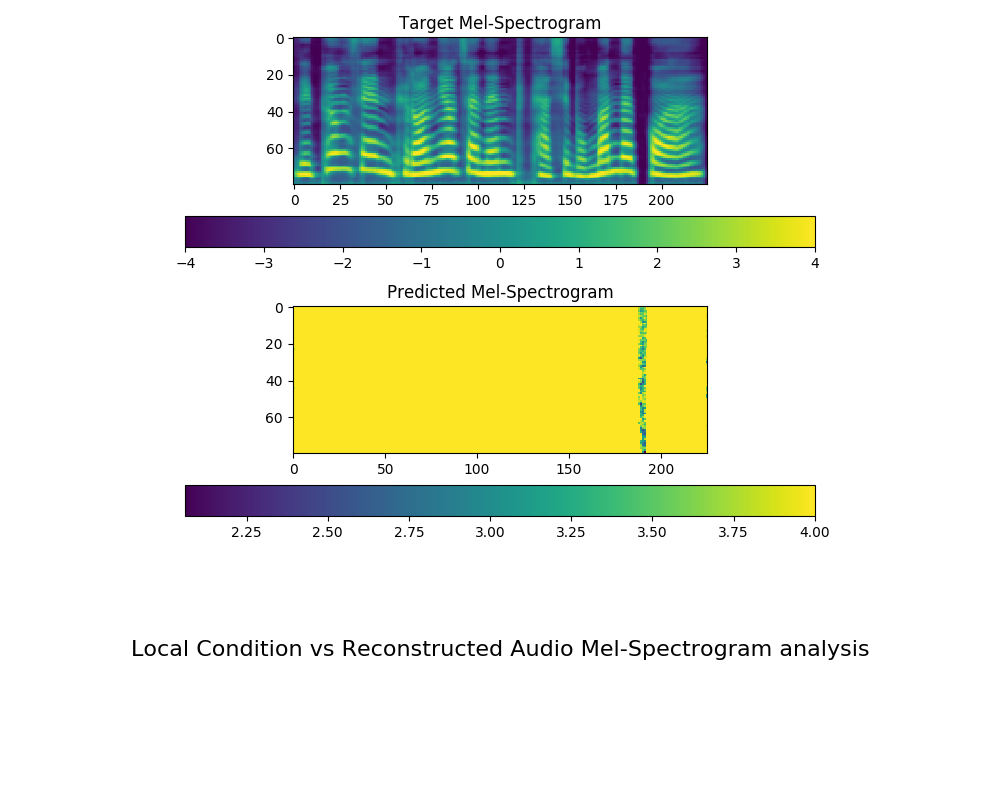 Target Mel-Spectrogram
0
20
40
60
0 25 50 75 100 125 150 175 200
−4 −3 −2 −1 0 1 2 3 4
Predicted Mel-Spectrogram
0
20
40
60
0 50 100 150 200
2.25 2.50 2.75 3.00 3.25 3.50 3.75 4.00
Local Condition vs Reconstructed Audio Mel-Spectrogram analysis